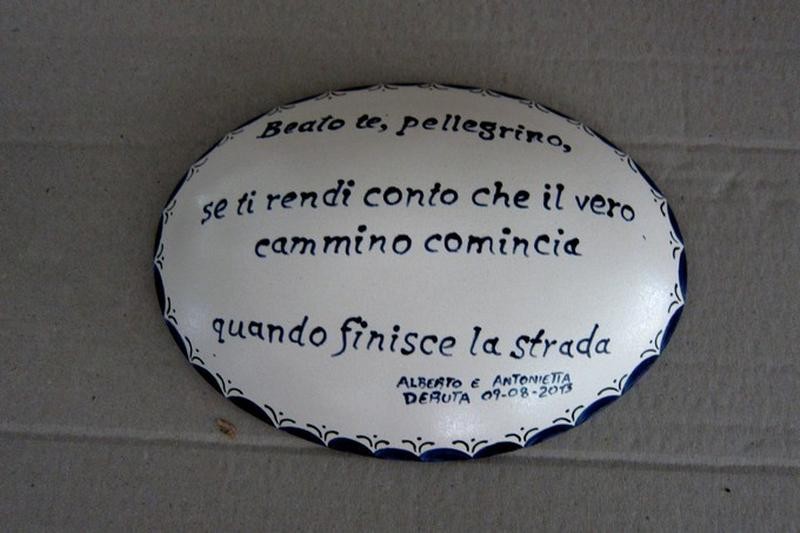 Beato te, pellegrino,
se ti rendi conto che il vero
cammino comincia
quando finisce la strada
ALBERTO E ANTONIETTA
DERUTA 09-08-2013